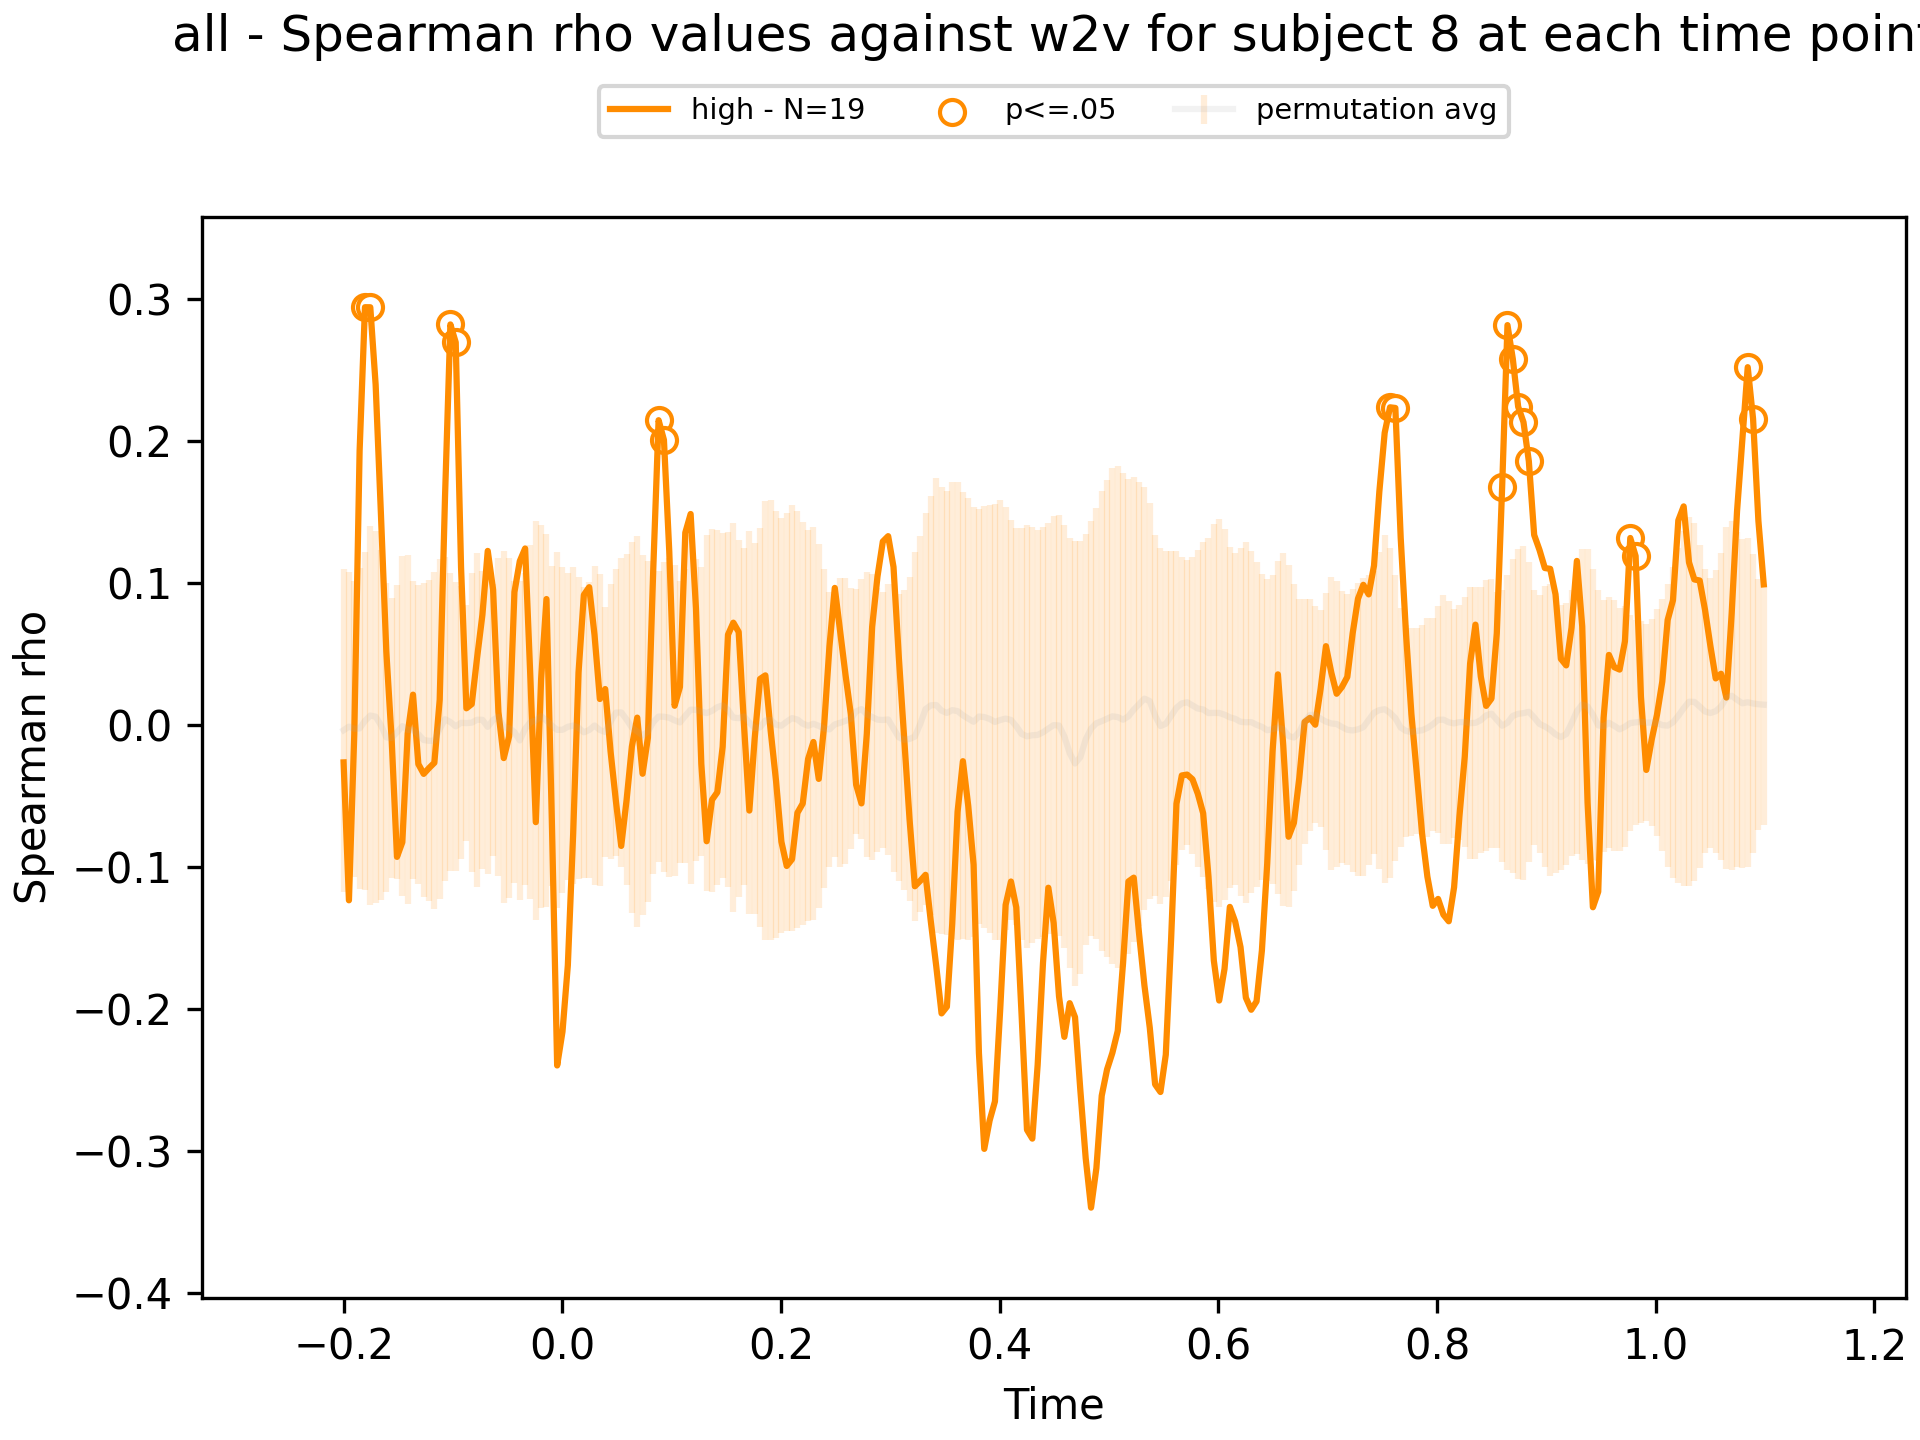 all - Spearman rho values against w2v for subject 8 at each time point
high - N=19 p<=.05 permutation avg
0.3
0.2
0.1
0.0
−0.1
−0.2
−0.3
−0.4
Spearman rho
−0.2 0.0 0.2 0.4 0.6 0.8 1.0 1.2
Time